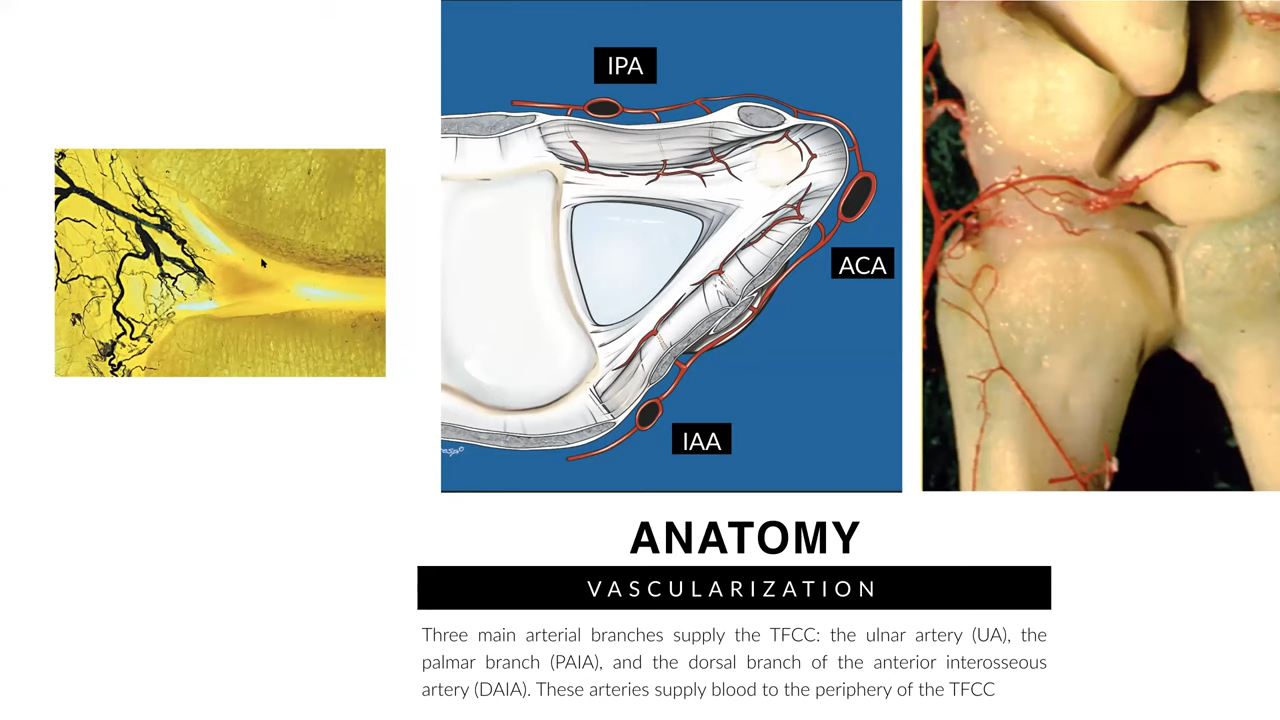 IPA
ACA
IAA
ANATOMY
VASCULARIZATION
Three main arterial branches supply the TFCC: the ulnar artery (UA), the
palmar branch (PAIA), and the dorsal branch of the anterior interosseous
artery (DAIA). These arteries supply blood to the periphery of the TFCC